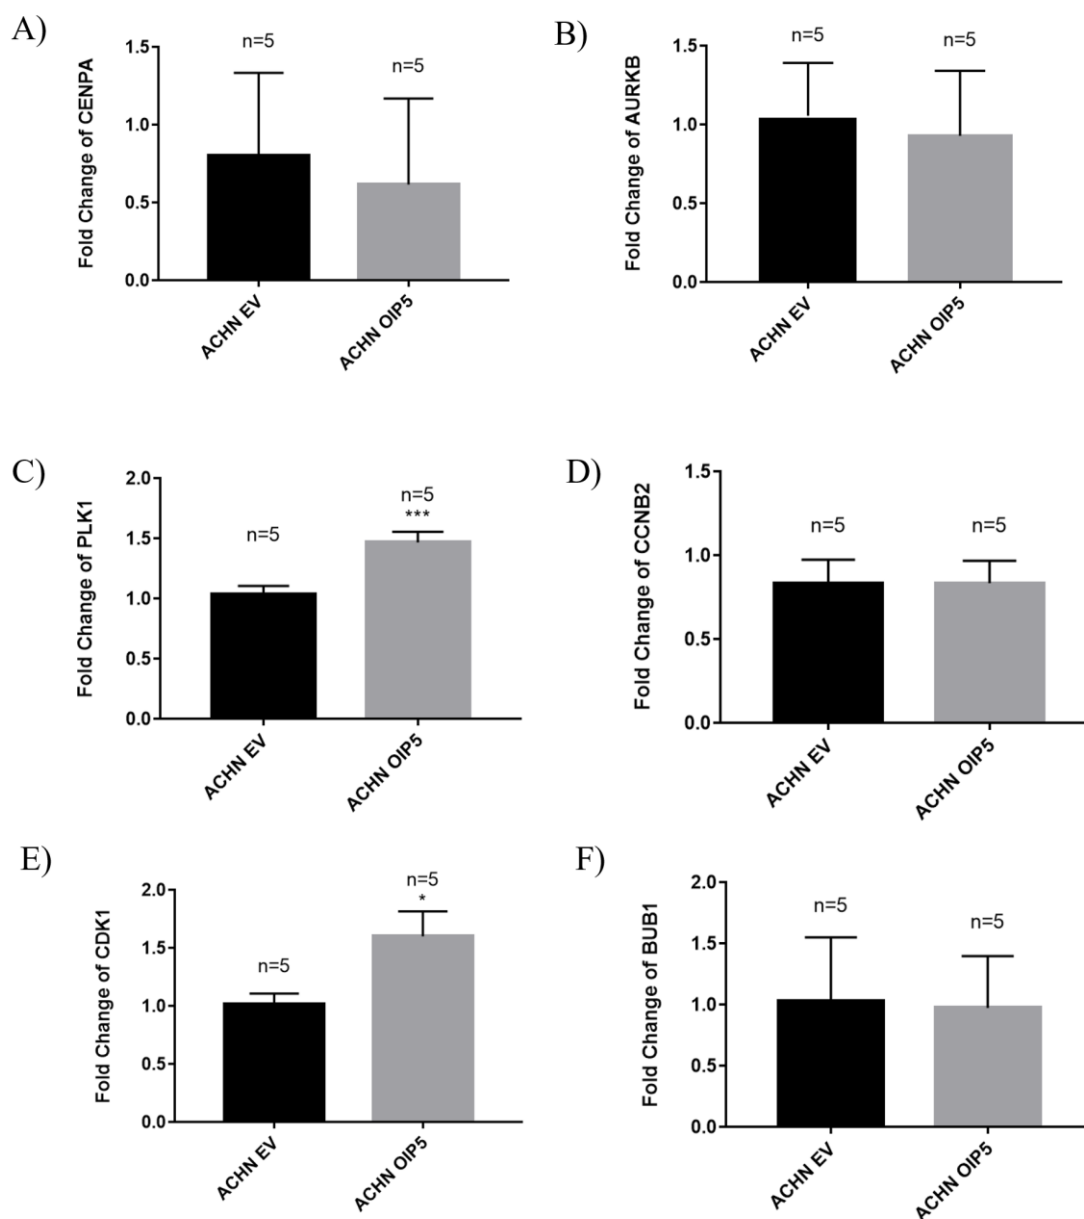 A)
Fold Change of CENPA
1.5
1.0
0.5
0.0
n=5
n=5
ACHN EV
ACHN OIP5
B)
Fold Change of AURKB
1.5
1.0
0.5
0.0
n=5
n=5
ACHN EV
ACHN OIP5
C)
Fold Change of PLK1
2.0
1.5
1.0
0.5
0.0
n=5
n=5
***
ACHN EV
ACHN OIP5
D)
Fold Change of CCNB2
1.5
1.0
0.5
0.0
n=5
n=5
ACHN EV
ACHN OIP5
E)
Fold Change of CDK1
2.0
1.5
1.0
0.5
0.0
n=5
n=5
*
ACHN EV
ACHN OIP5
F)
Fold Change of BUB1
2.0
1.5
1.0
0.5
0.0
n=5
n=5
ACHN EV
ACHN OIP5